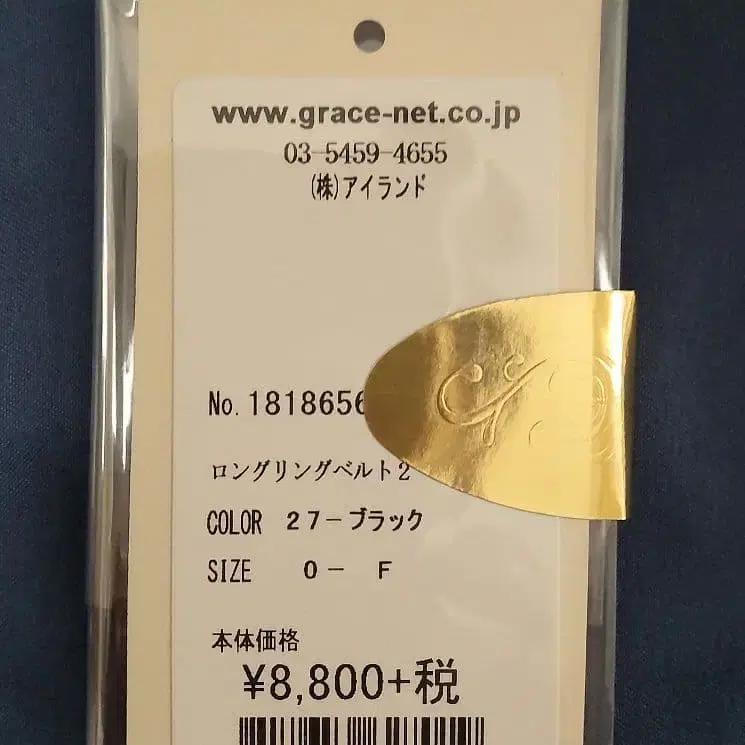 www.grace-net.co.jp
03-5459-4655
(株)アイランド
No. 1818656
ロングリングベルト2
COLOR 27-ブラック
SIZE 0- F
本体価格
¥8,800+税